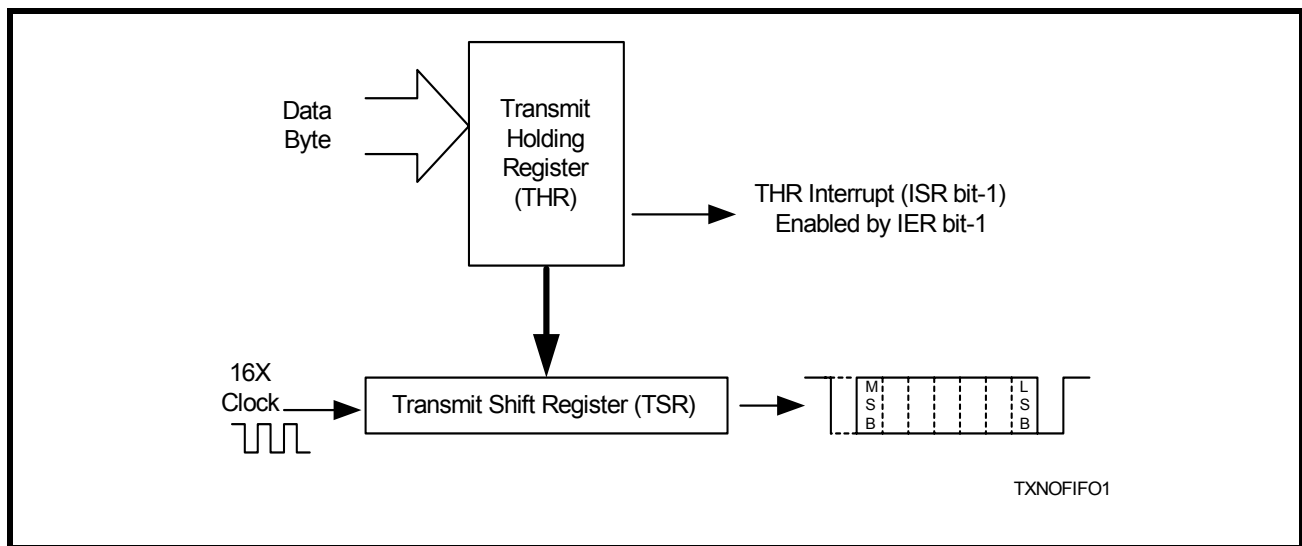 Data
Byte
Transmit
Holding
Register
(THR)
THR Interrupt (ISR bit-1)
Enabled by IER bit-1
16X
Clock
Transmit Shift Register (TSR)
M
S
B
L
S
B
TXNOFIFO1